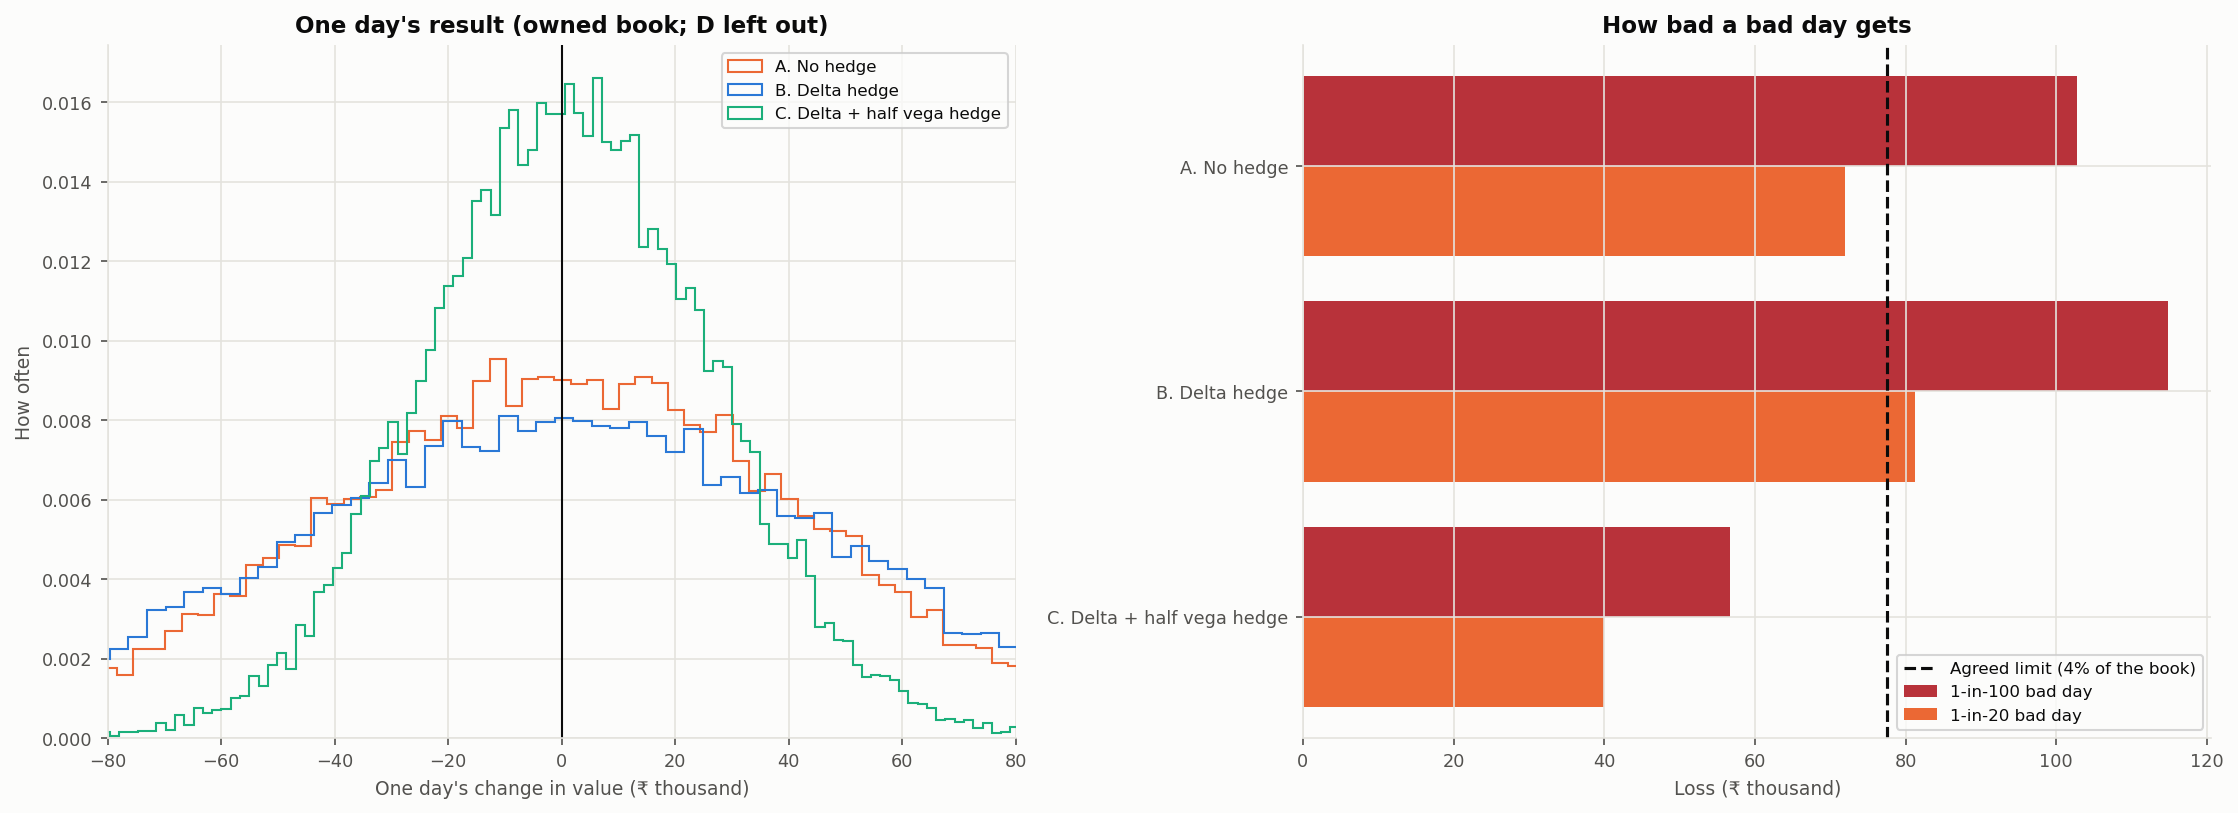 One day's result (owned book; D left out)
A. No hedge
B. Delta hedge
C. Delta + half vega hedge
How often
0.016
0.014
0.012
0.010
0.008
0.006
0.004
0.002
0.000
−80
−60
−40
−20
0
20
40
60
80
One day's change in value (₹ thousand)
How bad a bad day gets
A. No hedge
B. Delta hedge
C. Delta + half vega hedge
Agreed limit (4% of the book)
1-in-100 bad day
1-in-20 bad day
0
20
40
60
80
100
120
Loss (₹ thousand)